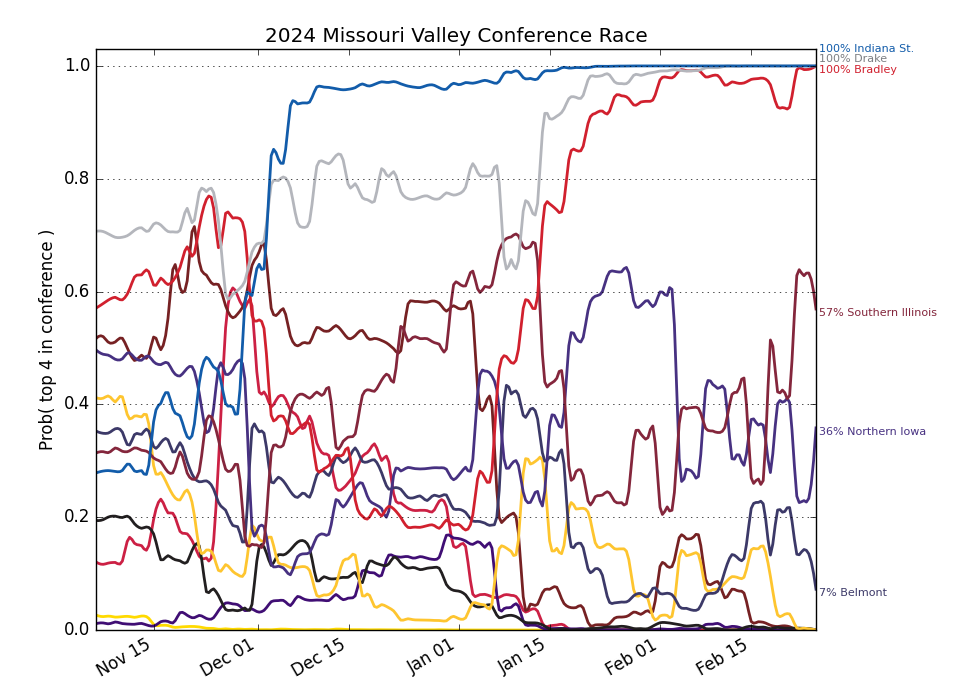 2024 Missouri Valley Conference Race
Prob( top 4 in conference )
1.0
0.8
0.6
0.4
0.2
0.0
Nov 15
Dec 01
Dec 15
Jan 01
Jan 15
Feb 01
Feb 15
100% Indiana St.
100% Drake
100% Bradley
57% Southern Illinois
36% Northern Iowa
7% Belmont